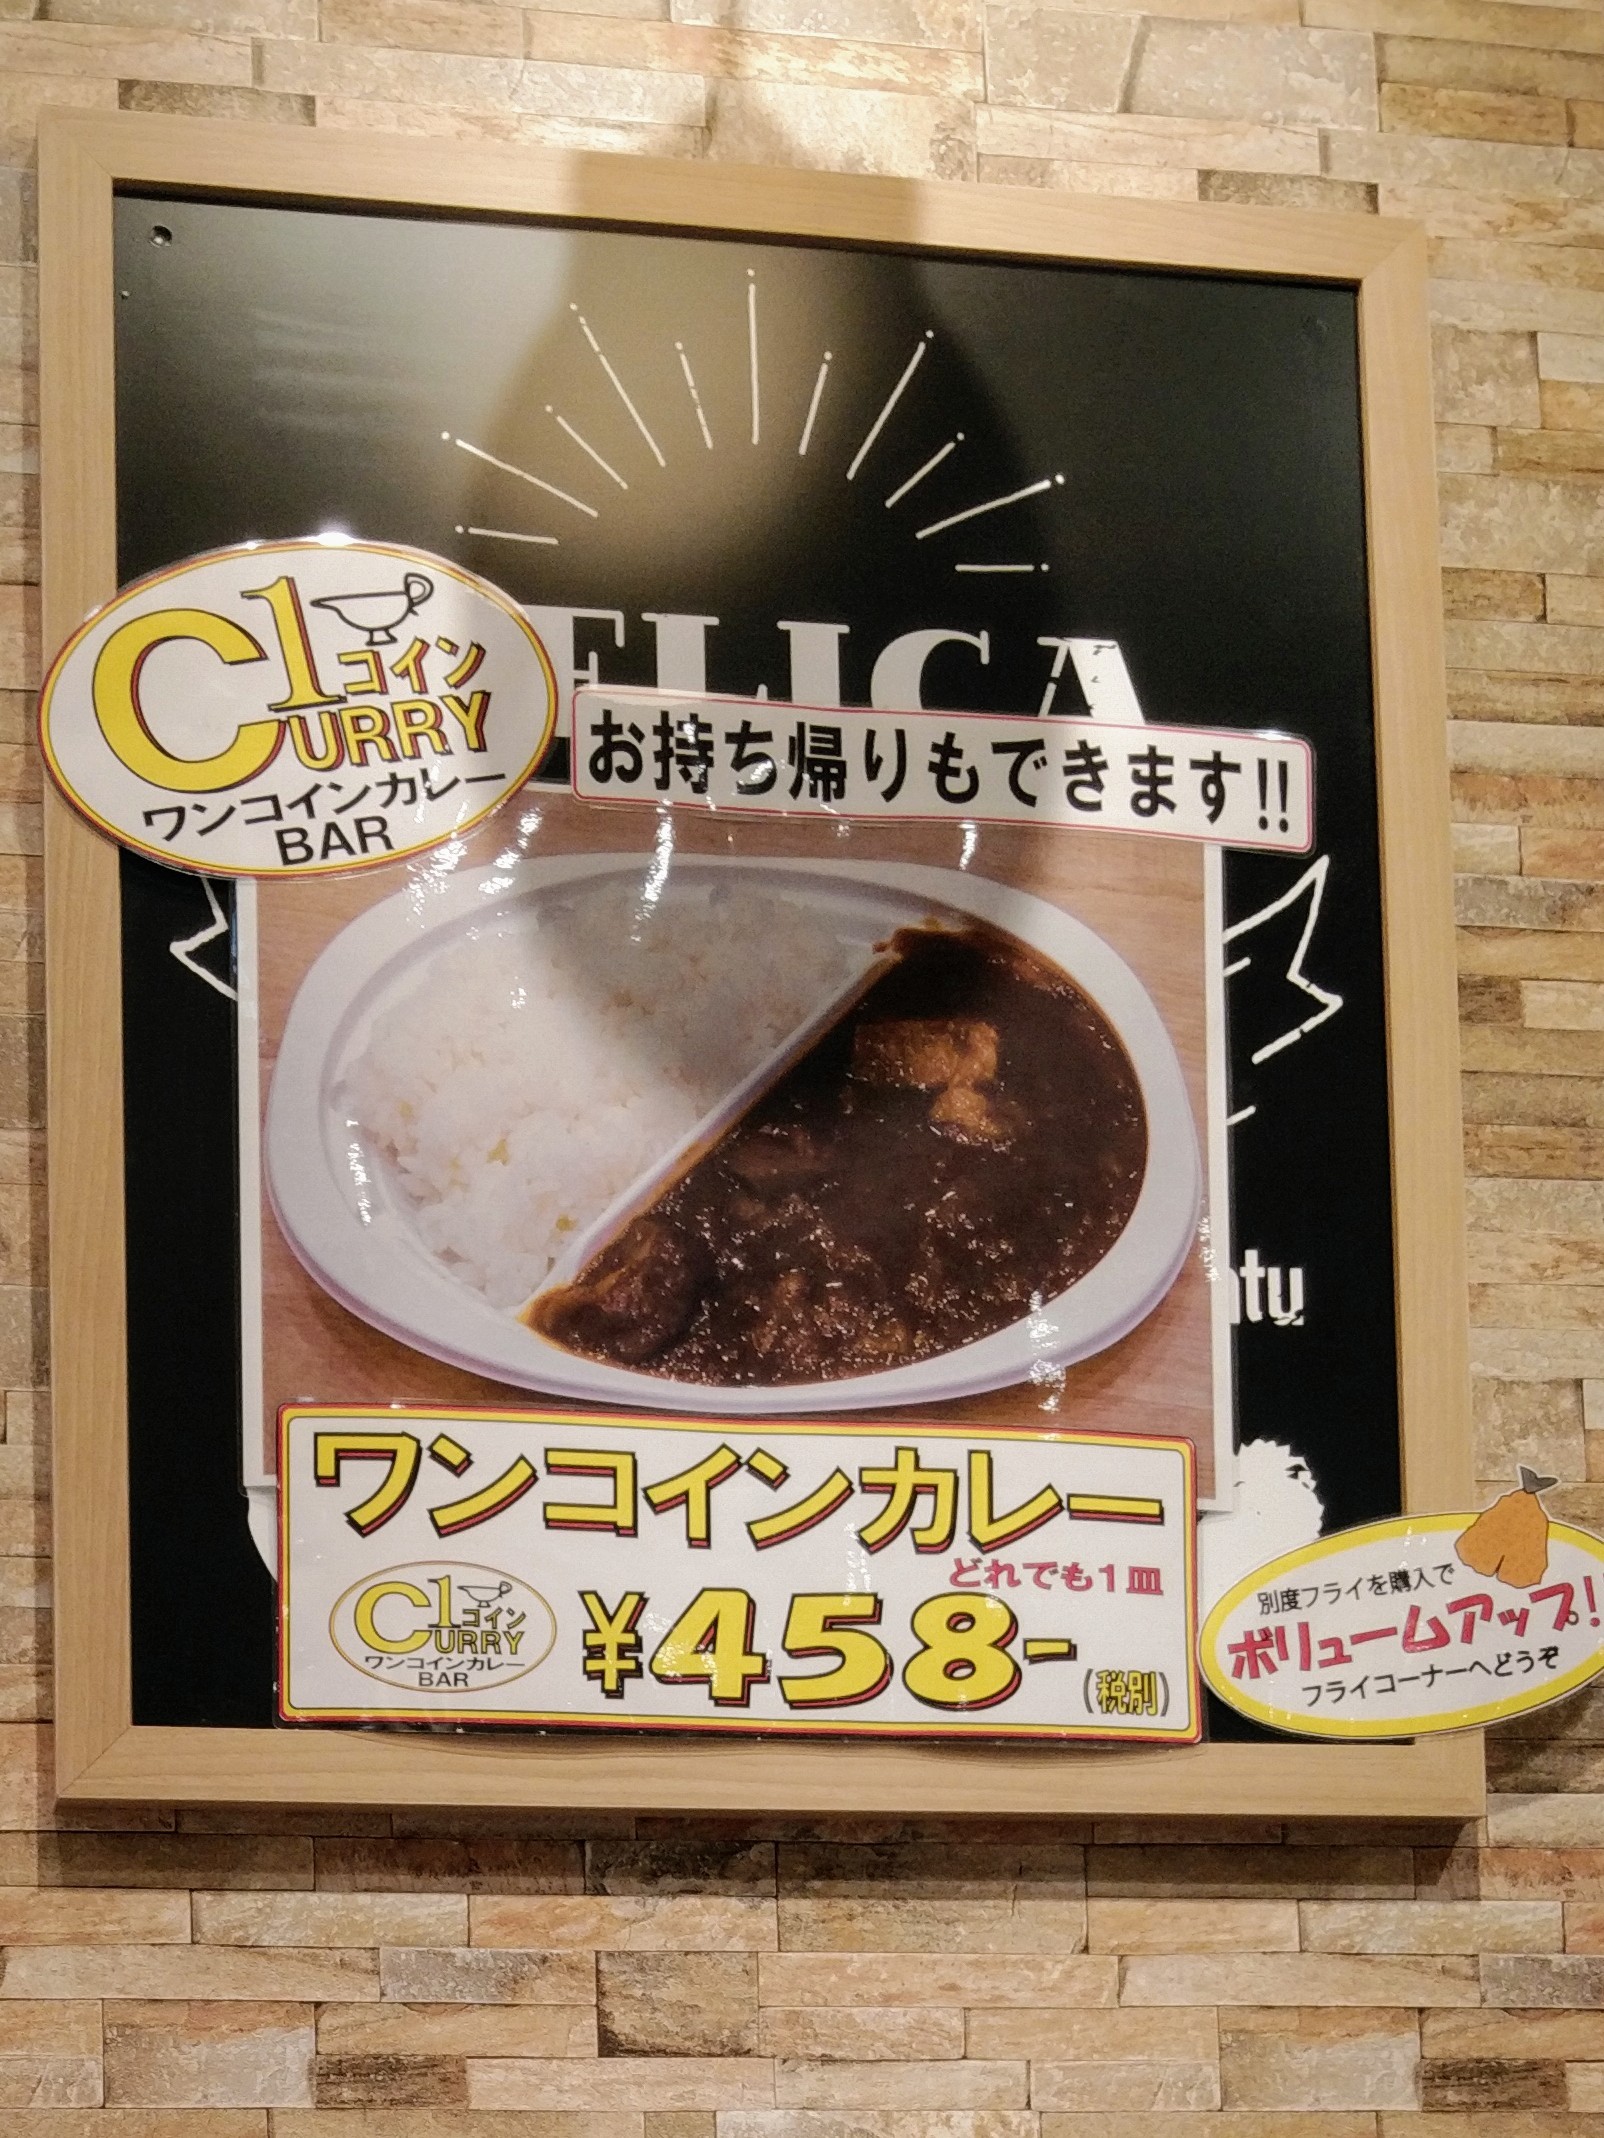 C1コイン
CURRY
ワンコインカレー
BAR
お持ち帰りもできます!!
ワンコインカレー
どれでも1皿
C1コイン
CURRY
ワンコインカレー
BAR
¥458-
(税別)
別度フライを購入で
ボリュームアップ!
フライコーナーへどうぞ